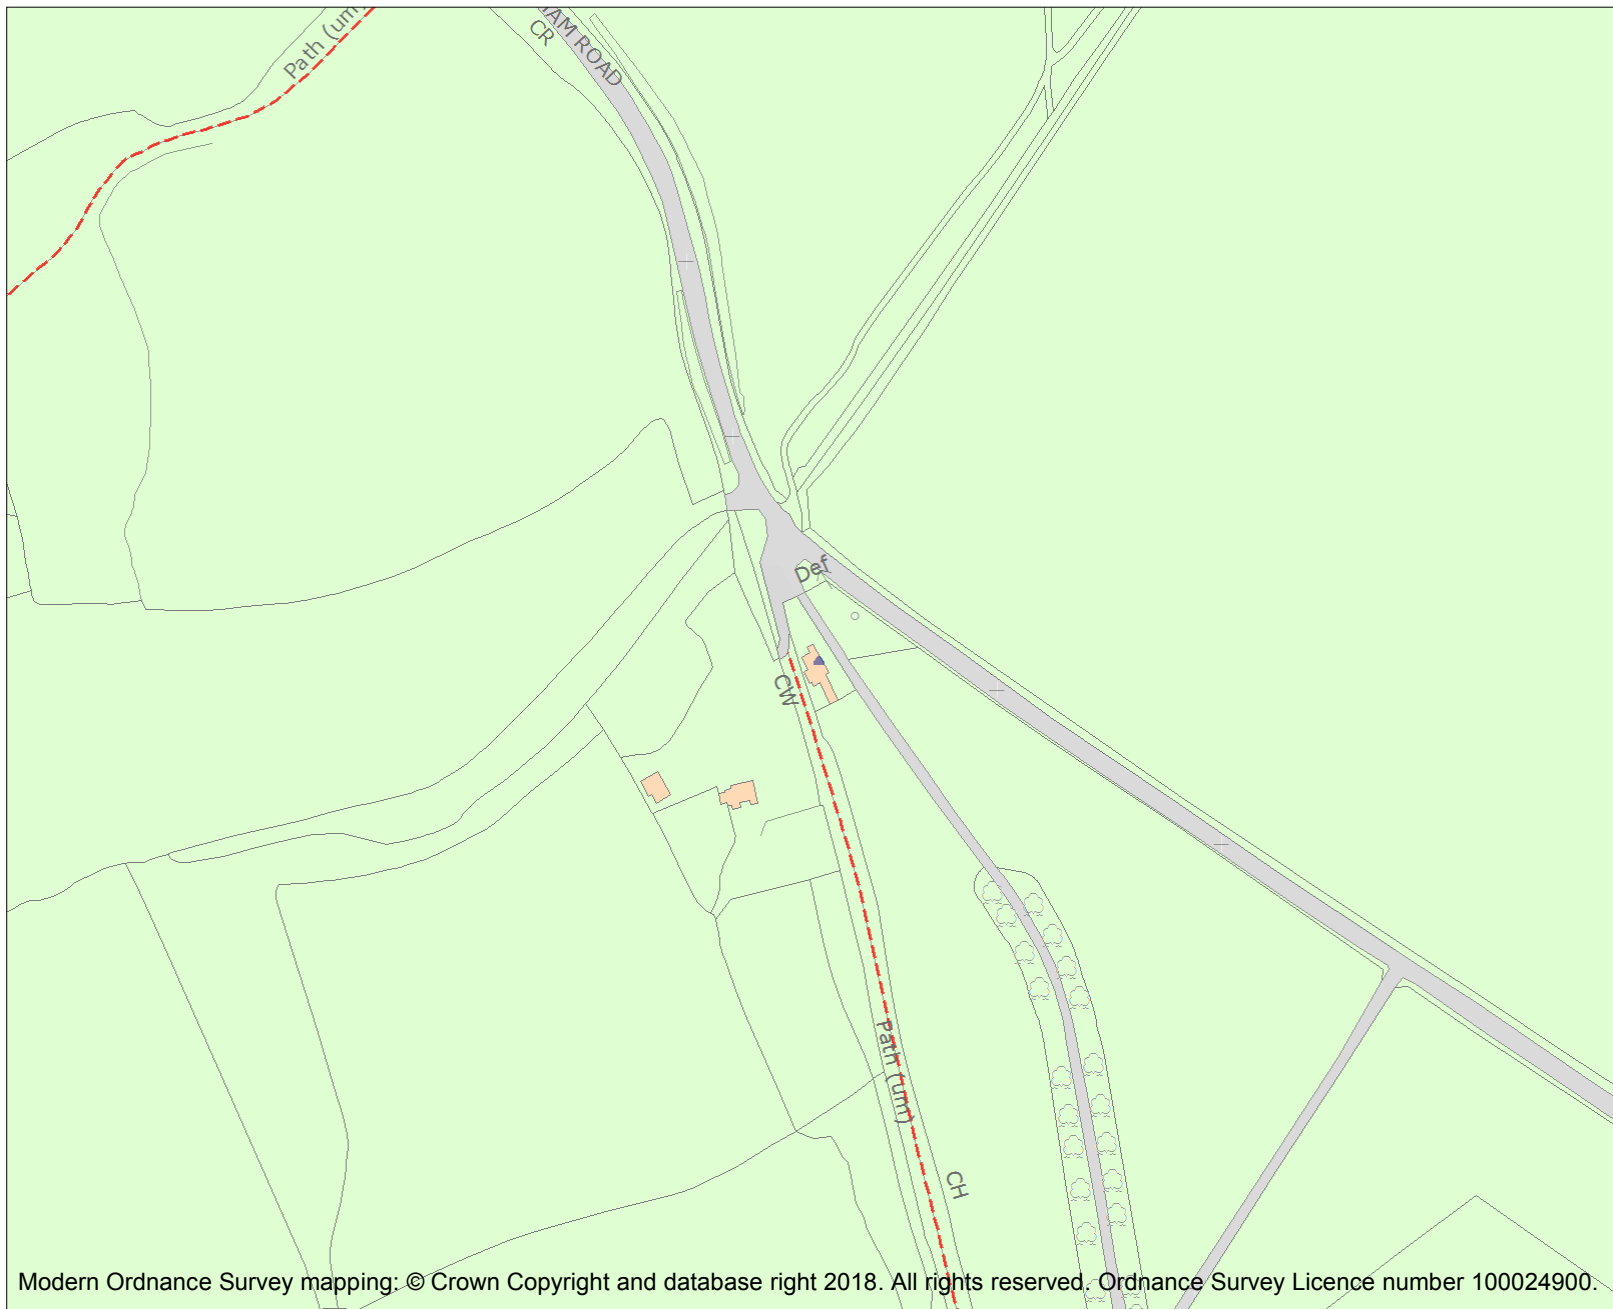 Path (um)
CR
HAM ROAD
Def
CW
Path (um)
CH
Modern Ordnance Survey mapping: © Crown Copyright and database right 2018. All rights reserved. Ordnance Survey Licence number 100024900.